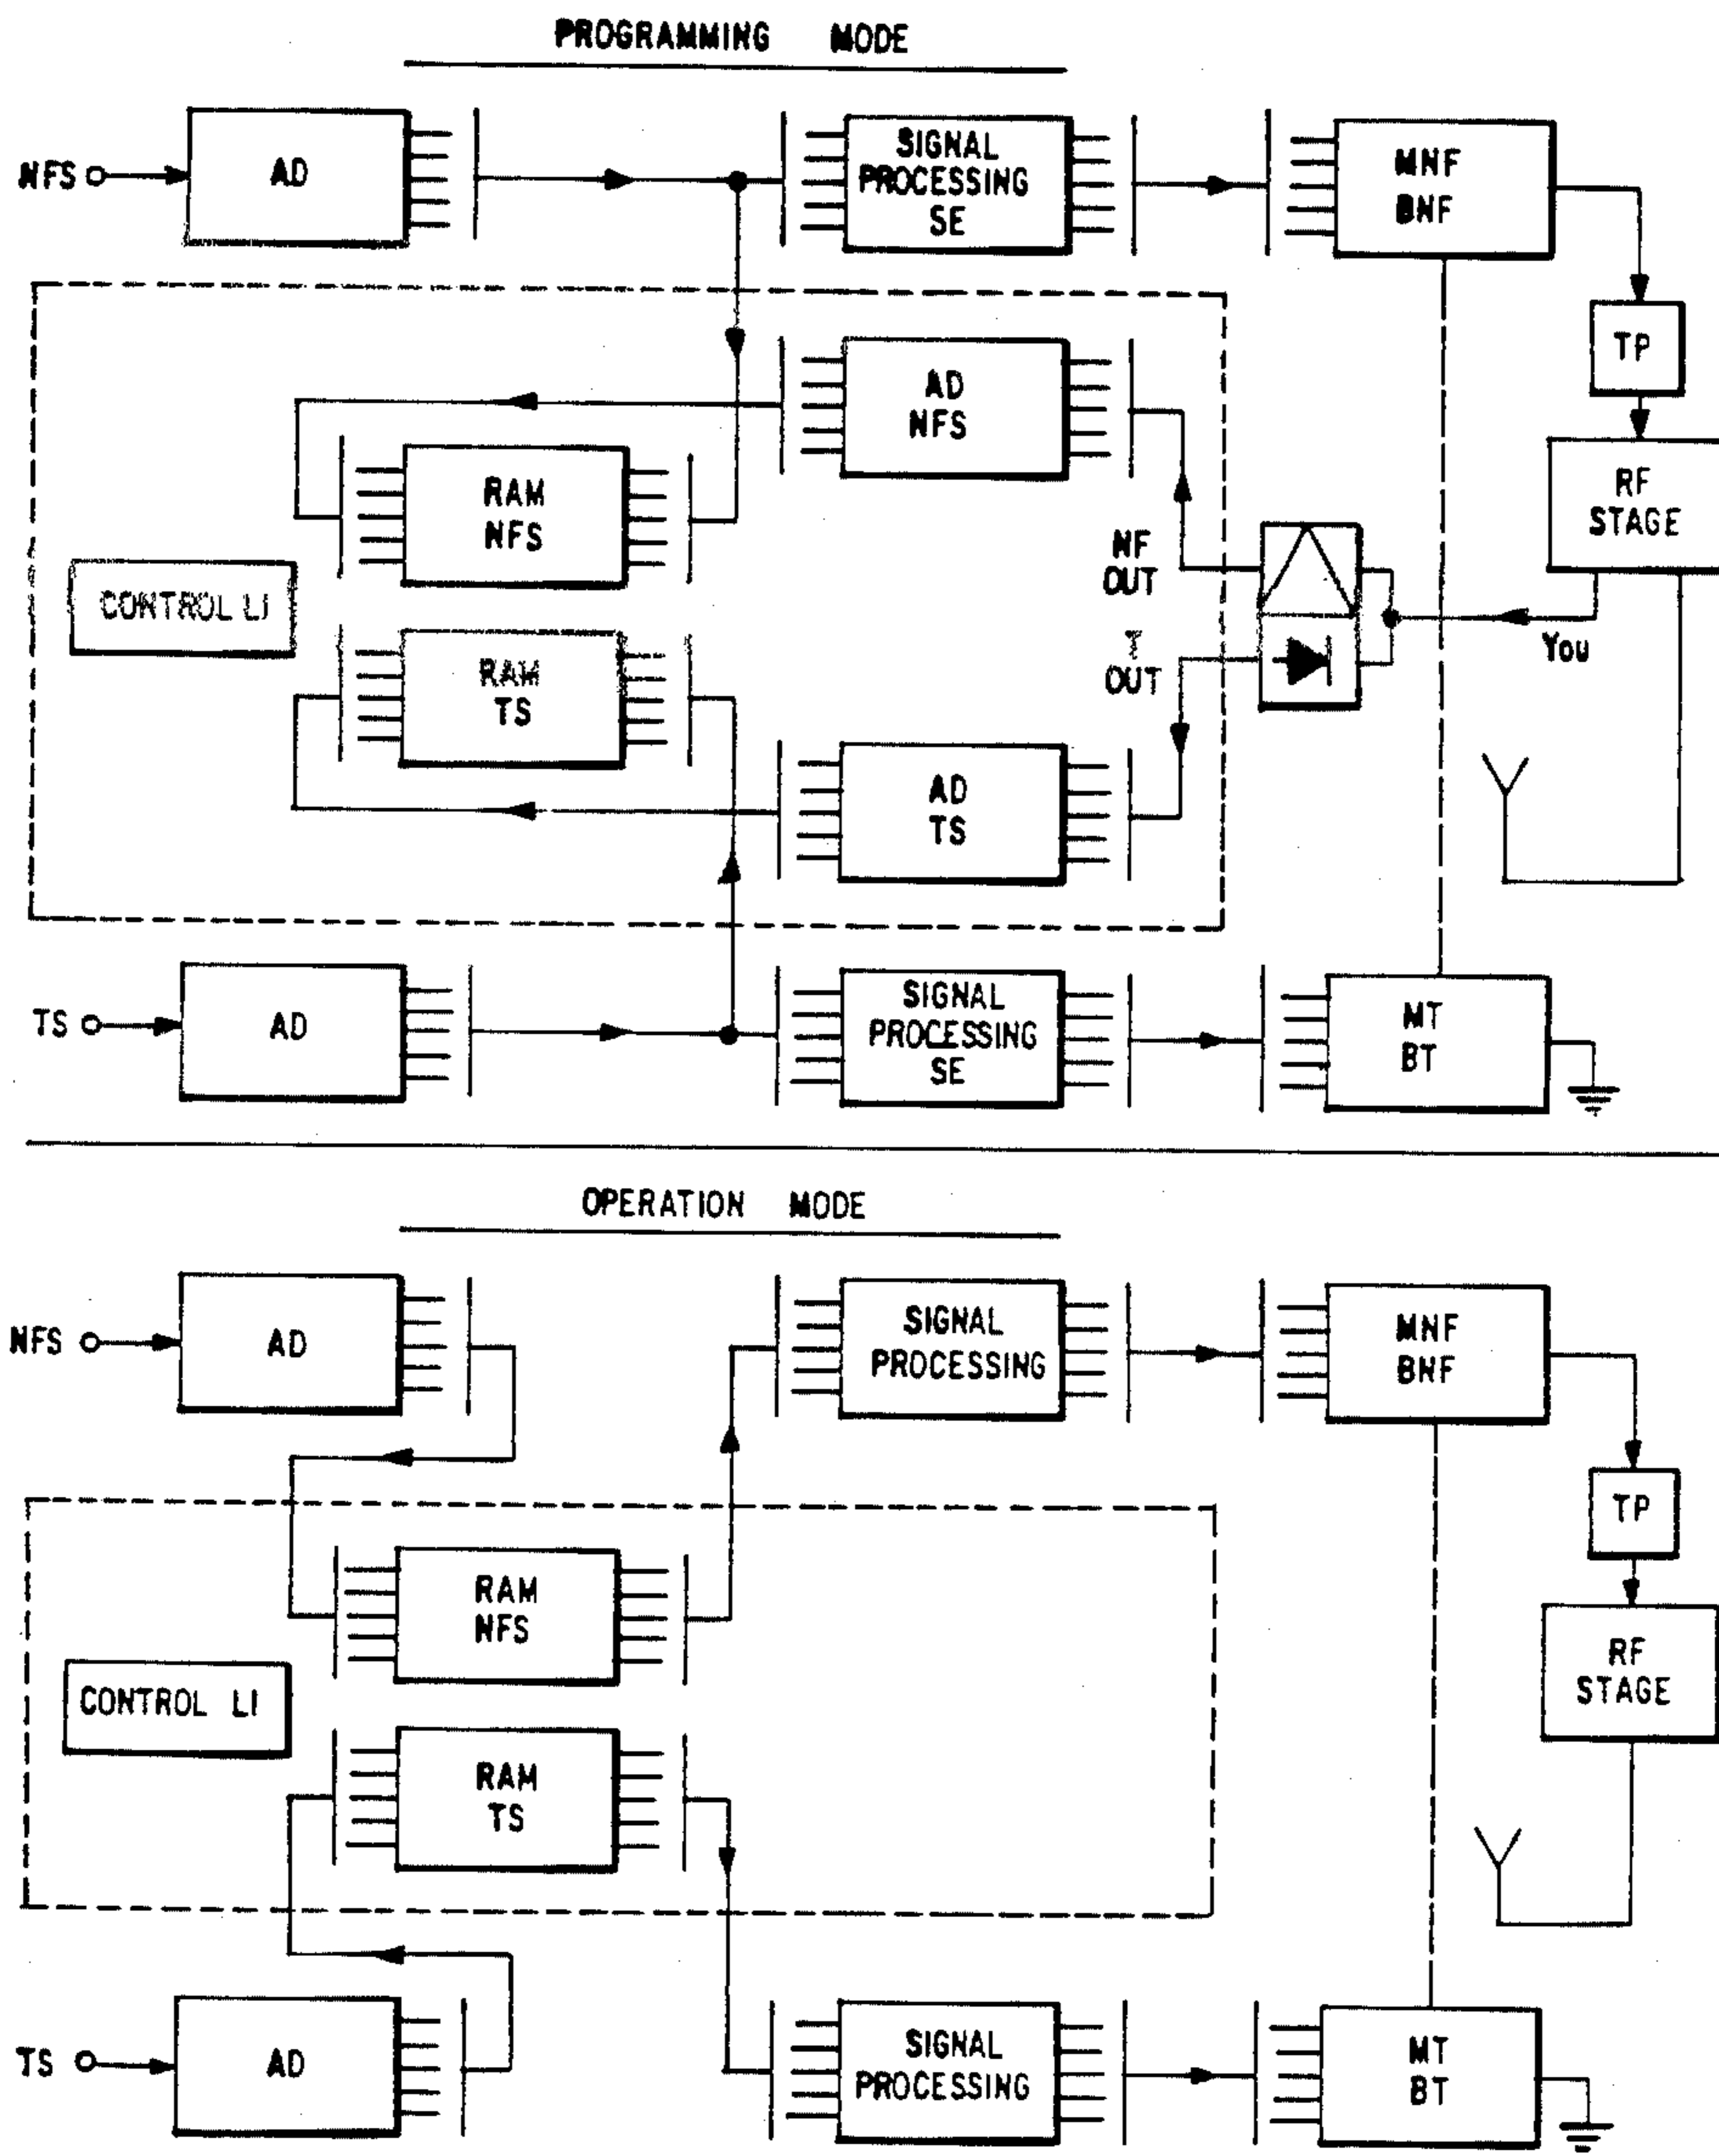 PROGRAMMING MODE
NFS
AD
SIGNAL
PROCESSING
SE
MNF
BNF
TP
AD
NFS
RF
STAGE
RAM
NFS
NF
OUT
CONTROL LI
You
RAM
TS
T
OUT
AD
TS
TS
AD
SIGNAL
PROCESSING
SE
MT
BT
OPERATION MODE
NFS
AD
SIGNAL
PROCESSING
MNF
BNF
TP
RAM
NFS
RF
STAGE
CONTROL LI
RAM
TS
TS
AD
SIGNAL
PROCESSING
MT
BT